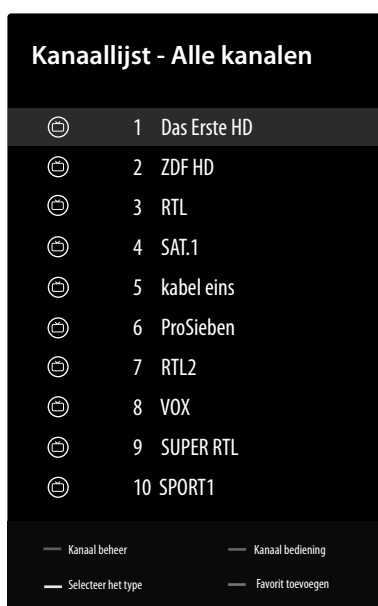 Kanaallijst - Alle kanalen
1 Das Erste HD
2 ZDF HD
3 RTL
4 SAT.1
5 kabel eins
6 ProSieben
7 RTL2
8 VOX
9 SUPER RTL
10 SPORT1
Kanaal beheer Kanaal bediening
Selecteer het type Favorit toevoegen